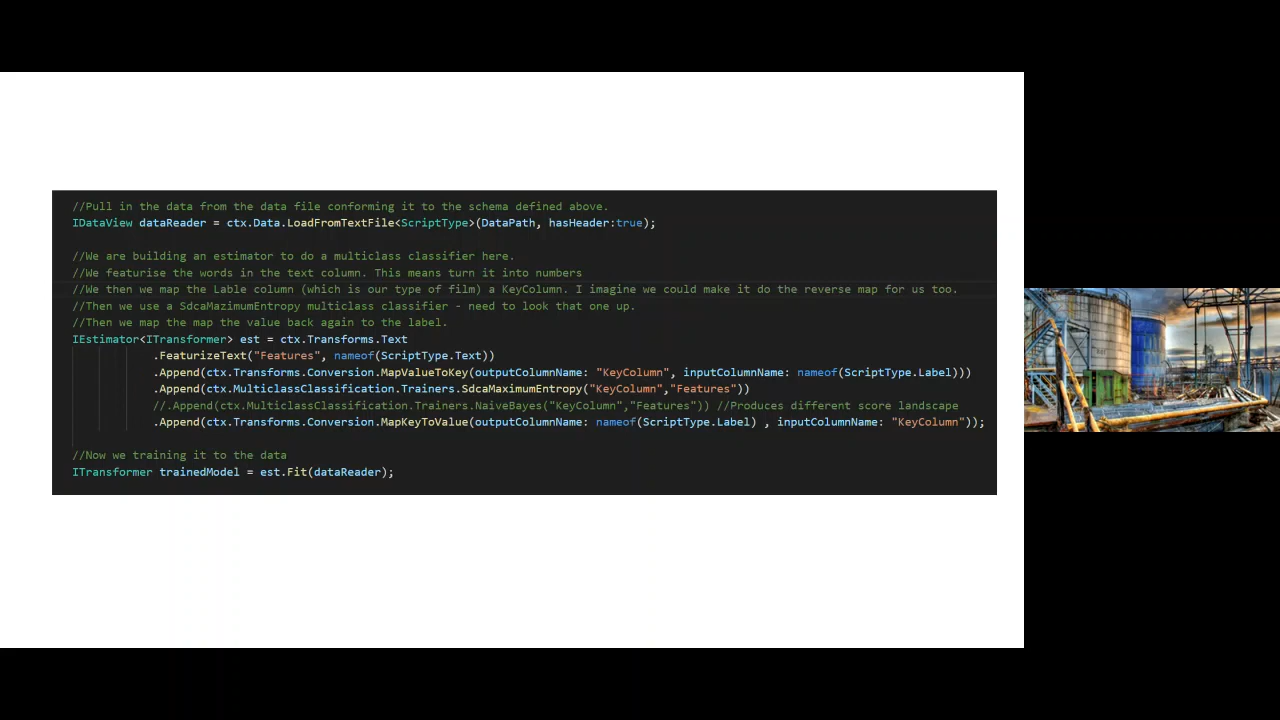 //Pull in the data from the data file conforming it to the schema defined above.
IDataView dataReader = ctx.Data.LoadFromTextFile<ScriptType>(DataPath, hasHeader:true);
//We are building an estimator to do a multiclass classifier here.
//We featurise the words in the text column. This means turn it into numbers
//We then we map the Lable column (which is our type of film) a KeyColumn. I imagine we could make it do the reverse map for us too.
//Then we use a SdcaMazimumEntropy multiclass classifier - need to look that one up.
//Then we map the map the value back again to the label.
IEstimator<ITransformer> est = ctx.Transforms.Text
.FeaturizeText("Features", nameof(ScriptType.Text))
.Append(ctx.Transforms.Conversion.MapValueToKey(outputColumnName: "KeyColumn", inputColumnName: nameof(ScriptType.Label)))
.Append(ctx.MulticlassClassification.Trainers.SdcaMaximumEntropy("KeyColumn","Features"))
//.Append(ctx.MulticlassClassification.Trainers.NaiveBayes("KeyColumn","Features")) //Produces different score landscape
.Append(ctx.Transforms.Conversion.MapKeyToValue(outputColumnName: nameof(ScriptType.Label) , inputColumnName: "KeyColumn"));
//Now we training it to the data
ITransformer trainedModel = est.Fit(dataReader);